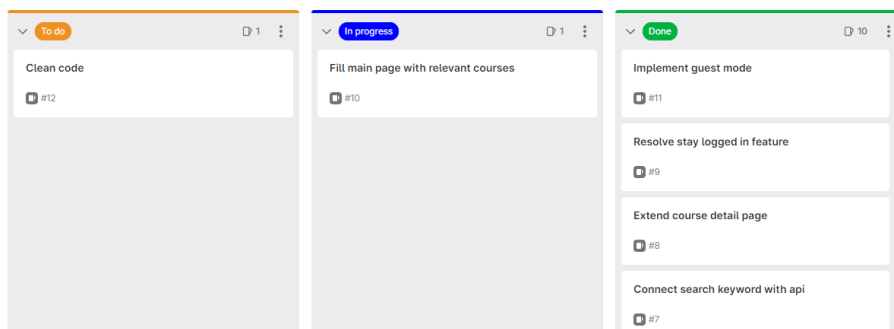 To do
1
Clean code
#12
In progress
1
Fill main page with relevant courses
#10
Done
10
Implement guest mode
#11
Resolve stay logged in feature
#9
Extend course detail page
#8
Connect search keyword with api
#7